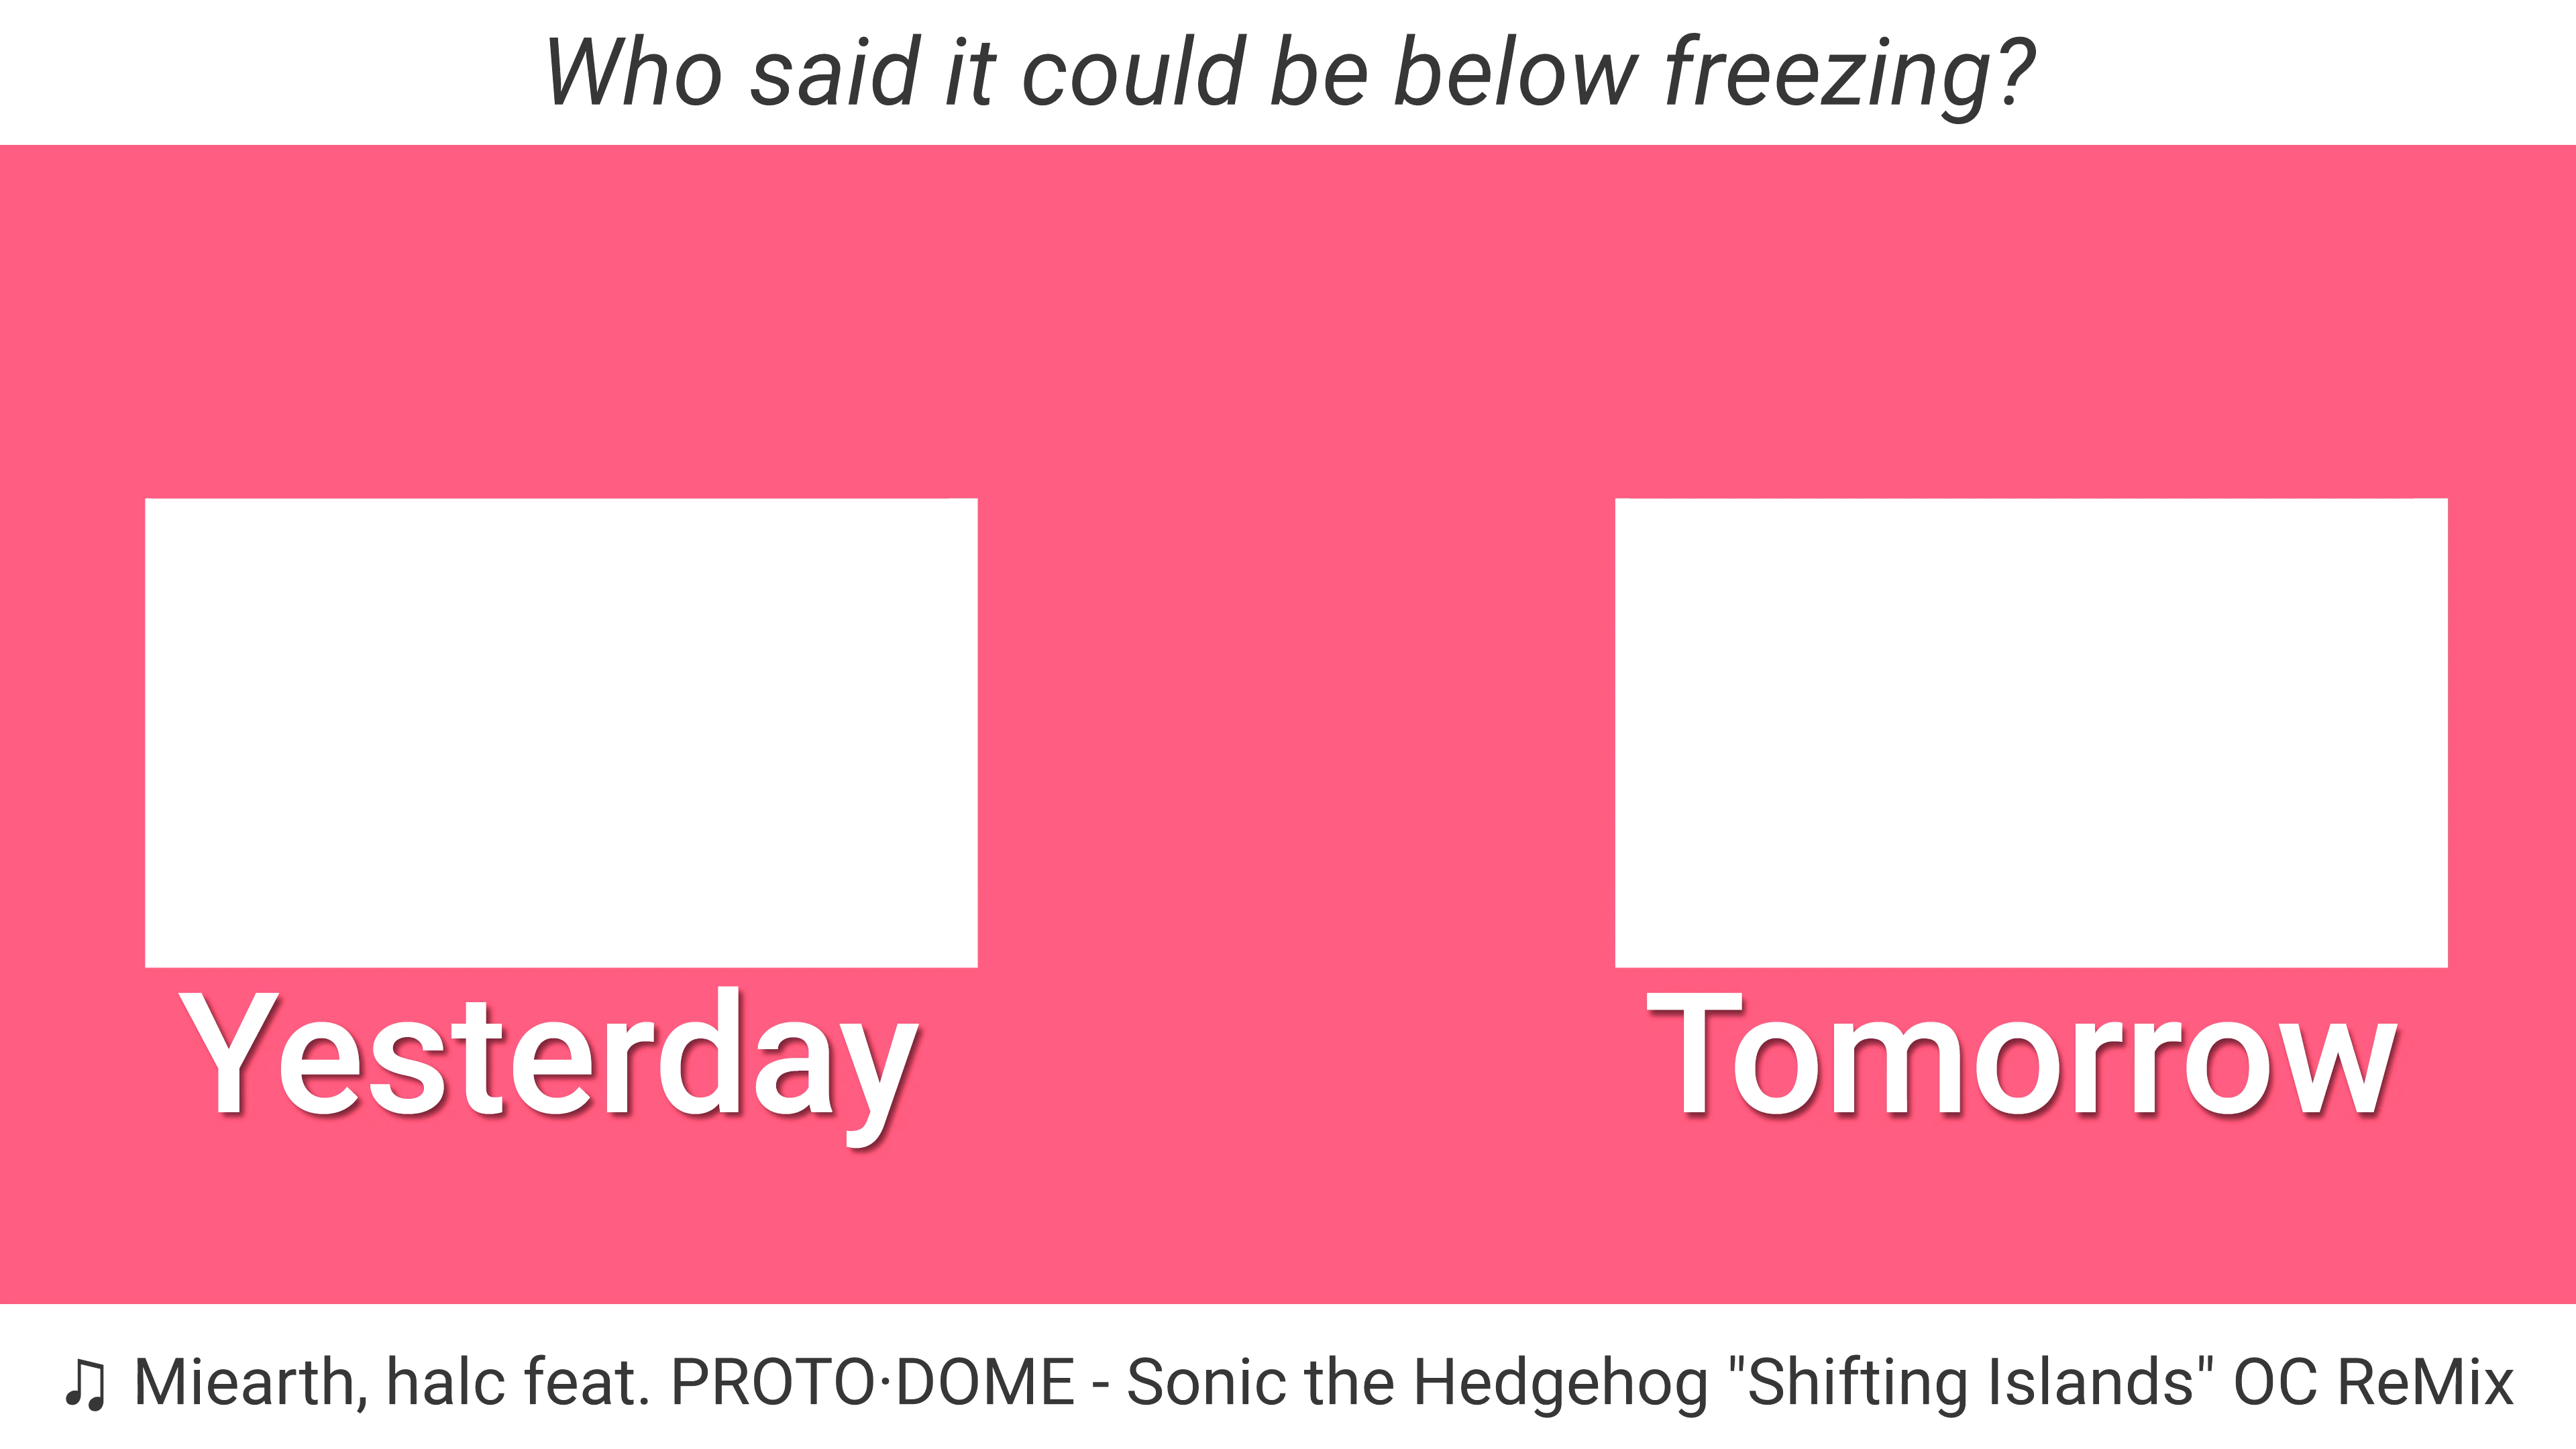 Who said it could be below freezing?
Yesterday
Tomorrow
♫ Miearth, halc feat. PROTO·DOME - Sonic the Hedgehog "Shifting Islands" OC ReMix